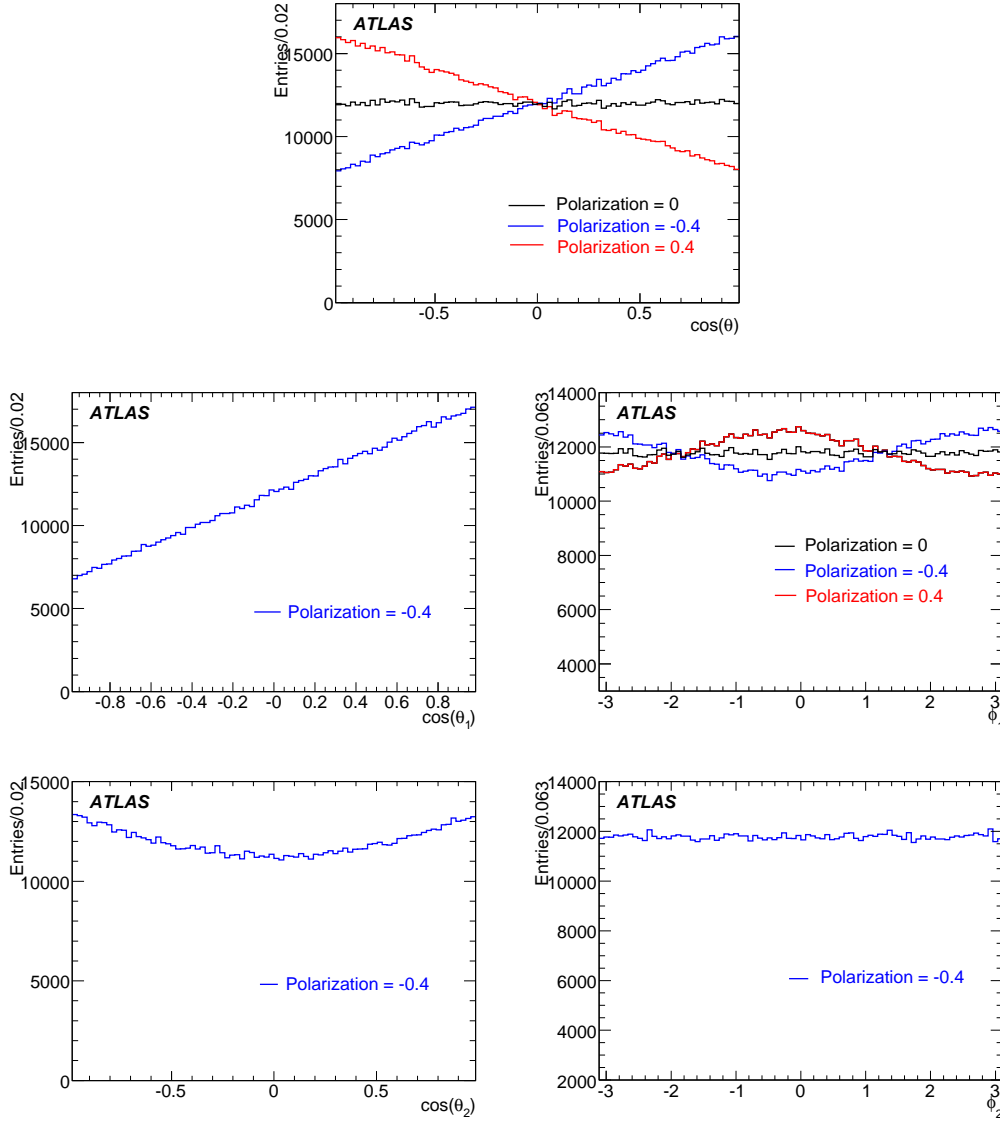 ATLAS
Entries/0.02
15000
10000
5000
0
Polarization = 0
Polarization = -0.4
Polarization = 0.4
-0.5 0 0.5
cos(θ)
ATLAS
Entries/0.02
15000
10000
5000
0
Polarization = -0.4
-0.8 -0.6 -0.4 -0.2 -0 0.2 0.4 0.6 0.8
cos(θ1)
ATLAS
Entries/0.063
14000
12000
10000
8000
6000
4000
Polarization = 0
Polarization = -0.4
Polarization = 0.4
-3 -2 -1 0 1 2 3
ATLAS
Entries/0.02
15000
10000
5000
0
Polarization = -0.4
-0.5 0 0.5
cos(θ2)
ATLAS
Entries/0.063
14000
12000
10000
8000
6000
4000
2000
Polarization = -0.4
-3 -2 -1 0 1 2 3
ϕ2